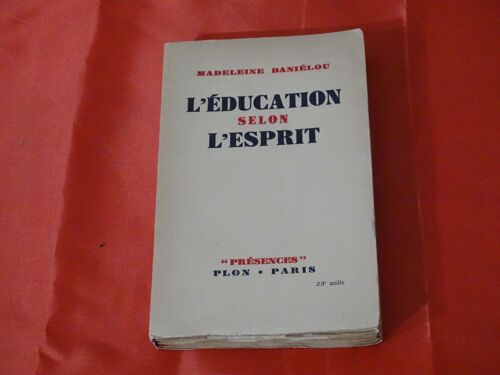 MADELEINE DANIÉLOU
L'ÉDUCATION
SELON
L'ESPRIT
"PRÉSENCES"
PLON • PARIS
23e mille